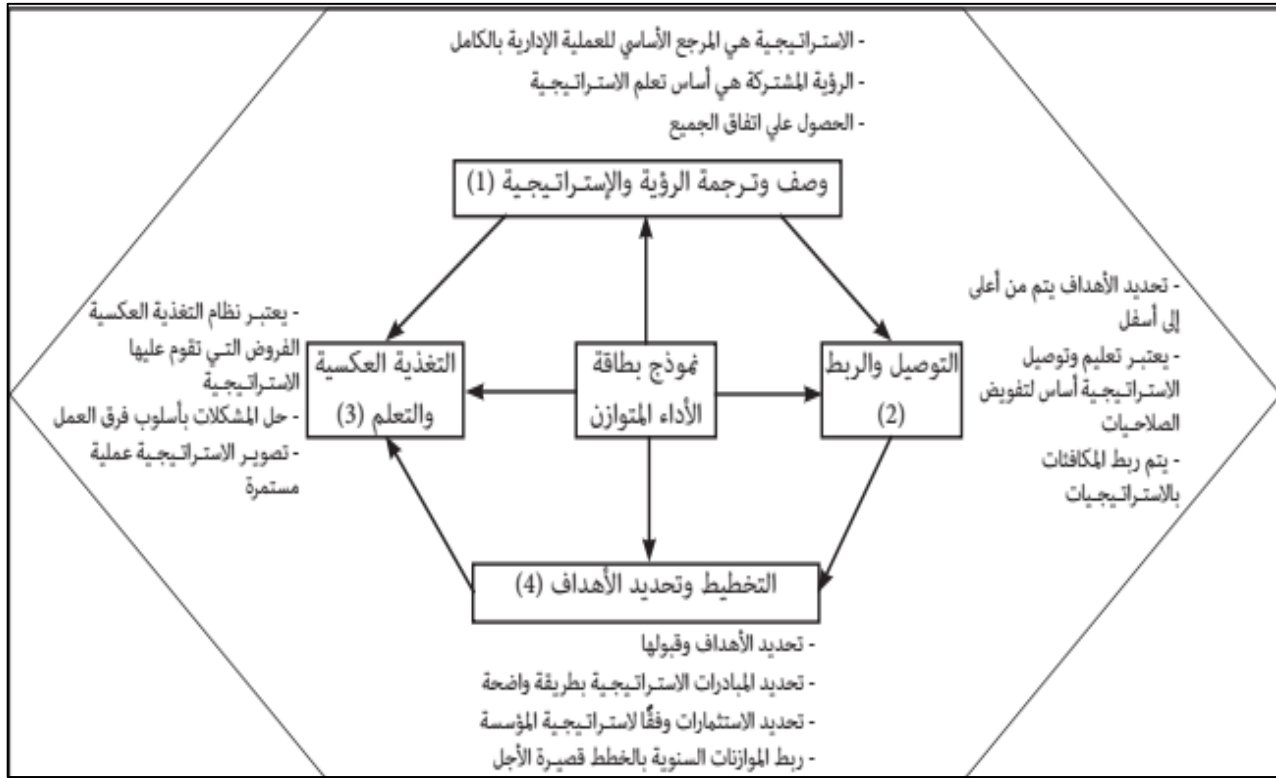 - الاستراتيجية هي المرجع الأساسي للعملية الإدارية بالكامل
- الرؤية المشتركة هي أساس تعلم الاستراتيجية
- الحصول علي اتفاق الجميع
وصف وترجمة الرؤية والإستراتيجية (1)
- تحديد الأهداف يتم من أعلى
إلى أسفل
- يعتبر تعليم وتوصيل
الاستراتيجية أساس لتفويض
الصلاحيات
- يتم ربط المكافئات
بالاستراتيجيات
التوصيل والربط
(2)
نموذج بطاقة
الأداء المتوازن
التغذية العكسية
والتعلم (3)
- يعتبر نظام التغذية العكسية
الفروض التي تقوم عليها
الاستراتيجية
- حل المشكلات بأسلوب فرق العمل
- تصوير الاستراتيجية عملية
مستمرة
التخطيط وتحديد الأهداف (4)
- تحديد الأهداف وقبولها
- تحديد المبادرات الاستراتيجية بطريقة واضحة
- تحديد الاستثمارات وفقًا لاستراتيجية المؤسسة
- ربط الموازنات السنوية بالخطط قصيرة الأجل